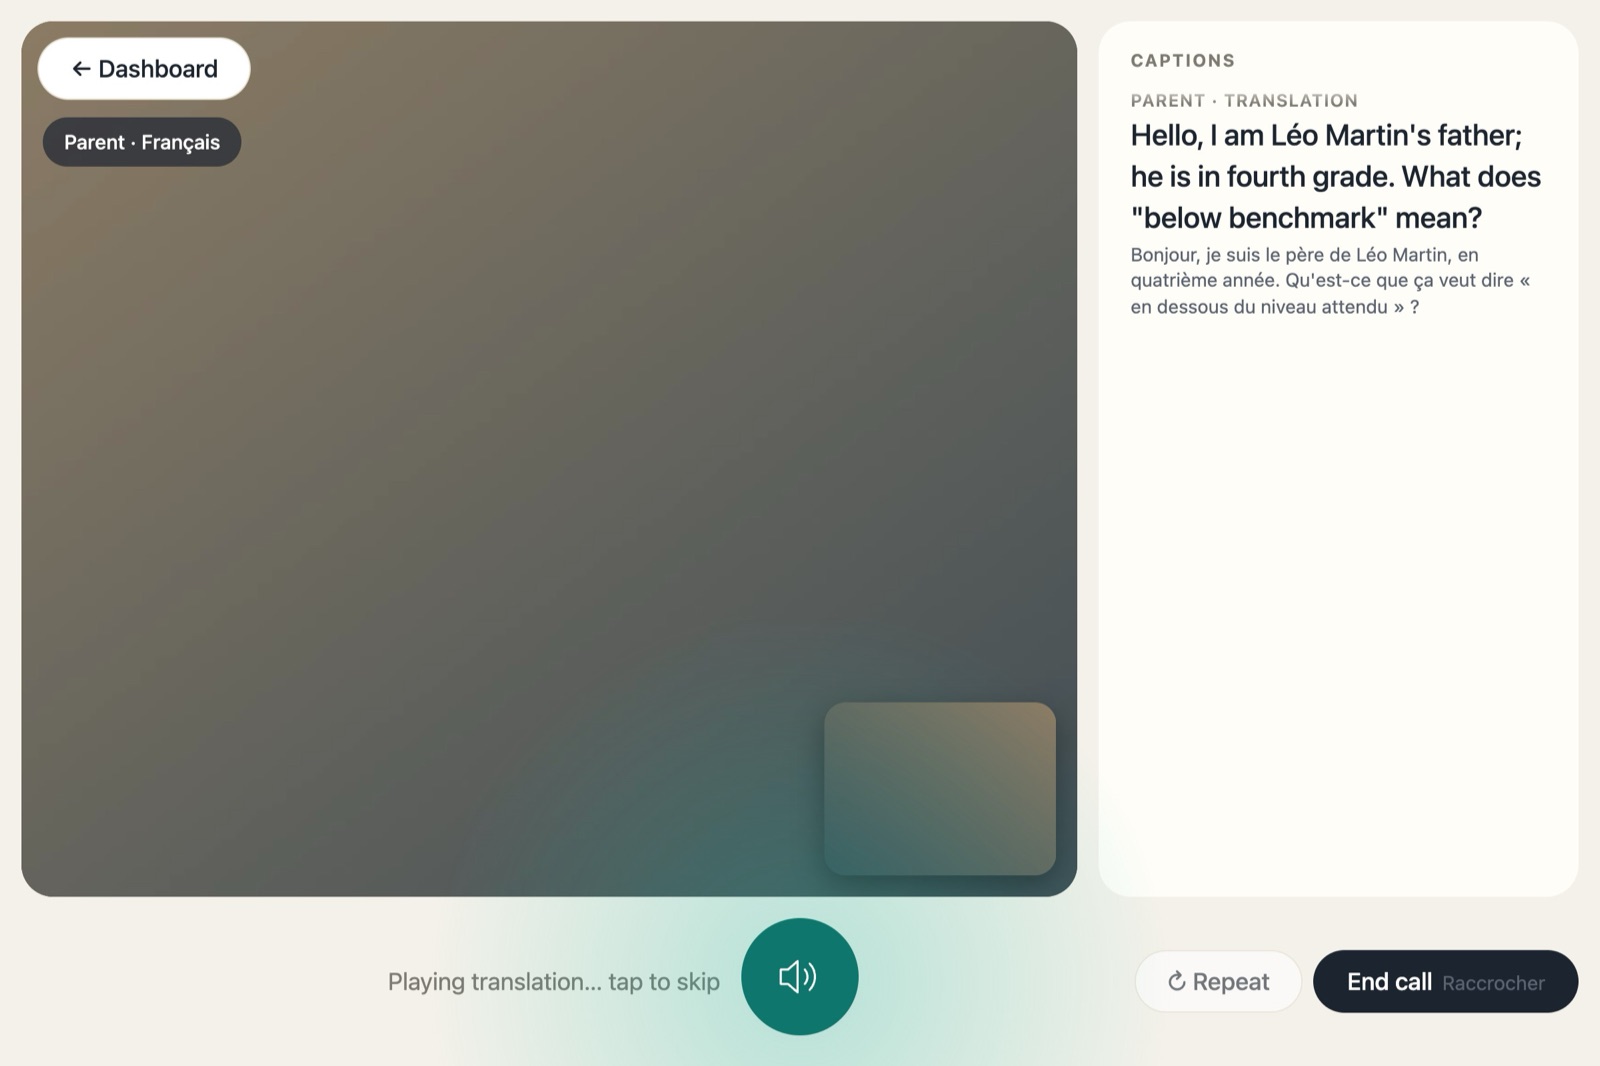 ← Dashboard
Parent · Français
CAPTIONS
PARENT · TRANSLATION
Hello, I am Léo Martin's father;
he is in fourth grade. What does
"below benchmark" mean?
Bonjour, je suis le père de Léo Martin, en
quatrième année. Qu'est-ce que ça veut dire «
en dessous du niveau attendu » ?
Playing translation... tap to skip
Repeat
End call Raccrocher